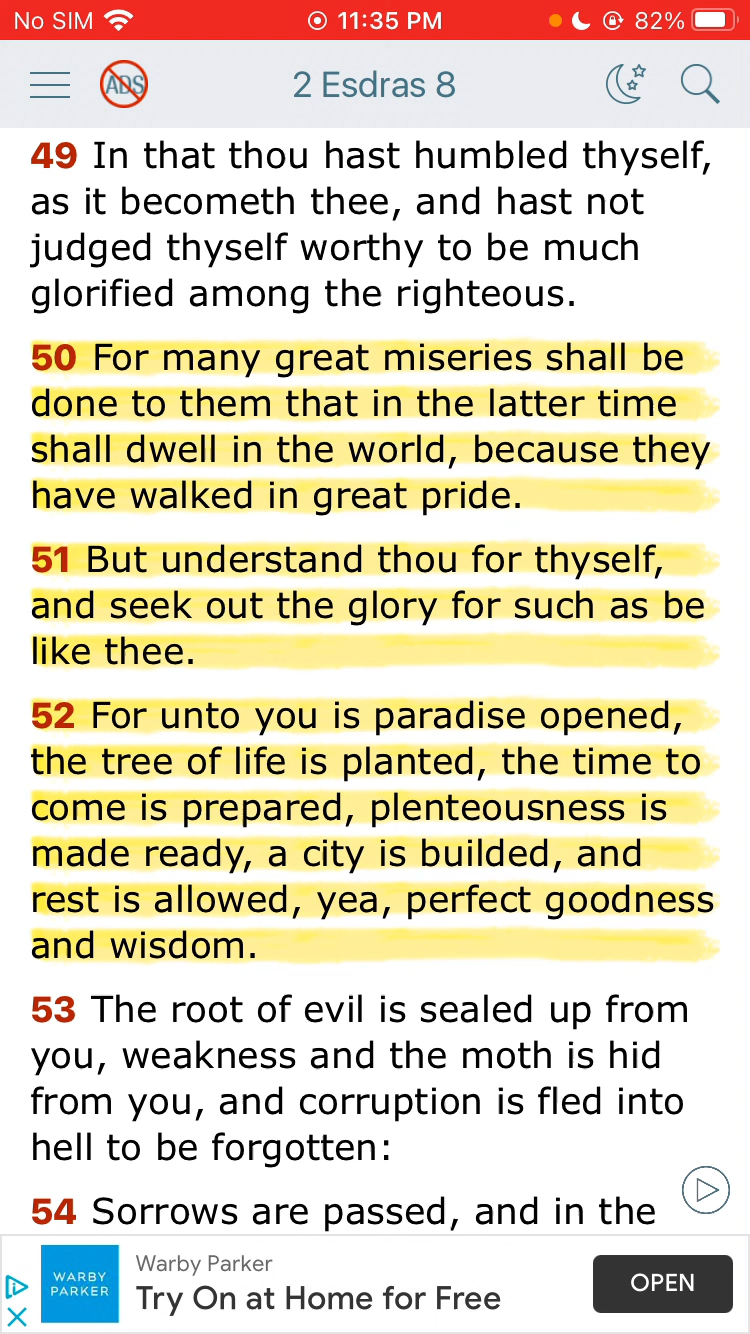 No SIM 11:35 PM 82%
ADS 2 Esdras 8
49 In that thou hast humbled thyself,
as it becometh thee, and hast not
judged thyself worthy to be much
glorified among the righteous.
50 For many great miseries shall be
done to them that in the latter time
shall dwell in the world, because they
have walked in great pride.
51 But understand thou for thyself,
and seek out the glory for such as be
like thee.
52 For unto you is paradise opened,
the tree of life is planted, the time to
come is prepared, plenteousness is
made ready, a city is builded, and
rest is allowed, yea, perfect goodness
and wisdom.
53 The root of evil is sealed up from
you, weakness and the moth is hid
from you, and corruption is fled into
hell to be forgotten:
54 Sorrows are passed, and in the
WARBY
PARKER
Warby Parker
Try On at Home for Free
OPEN